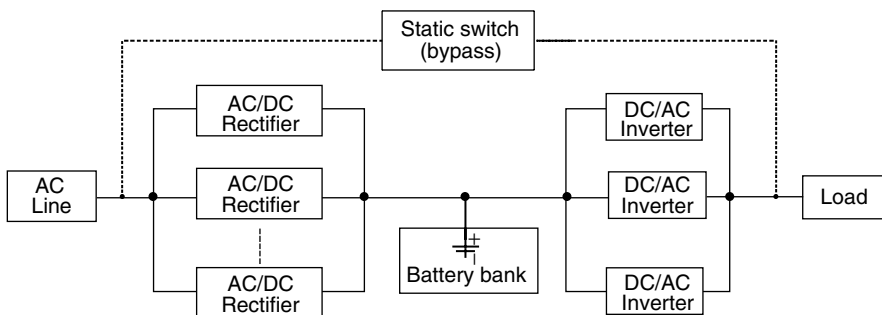 Static switch
(bypass)
AC/DC
Rectifier
DC/AC
Inverter
AC
Line
AC/DC
Rectifier
DC/AC
Inverter
Load
+
−
Battery bank
AC/DC
Rectifier
DC/AC
Inverter